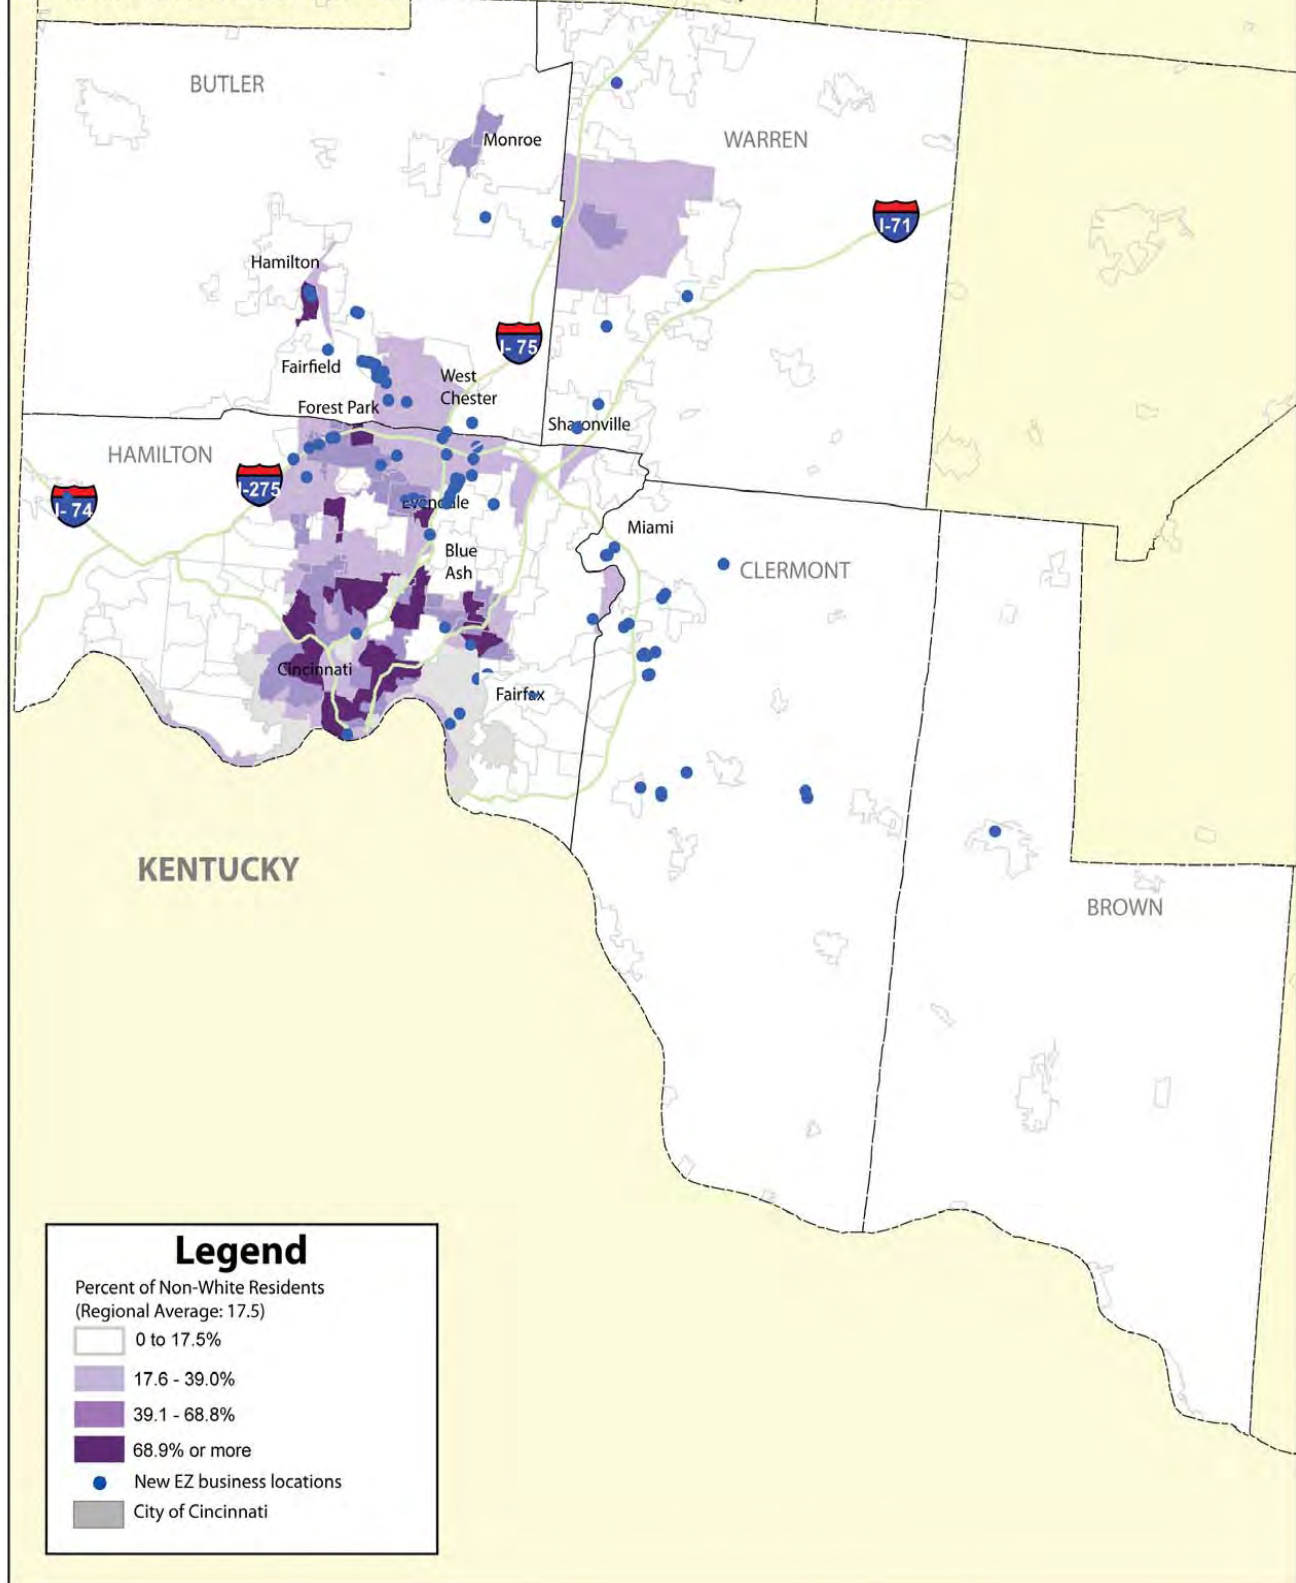 BUTLER
Monroe
WARREN
I-71
Hamilton
I-75
Fairfield
West
Chester
Forest Park
Sharonville
HAMILTON
I-275
I-74
Evendale
Miami
Blue
Ash
CLERMONT
Cincinnati
Fairfax
KENTUCKY
BROWN
Legend
Percent of Non-White Residents
(Regional Average: 17.5)
0 to 17.5%
17.6 - 39.0%
39.1 - 68.8%
68.9% or more
New EZ business locations
City of Cincinnati